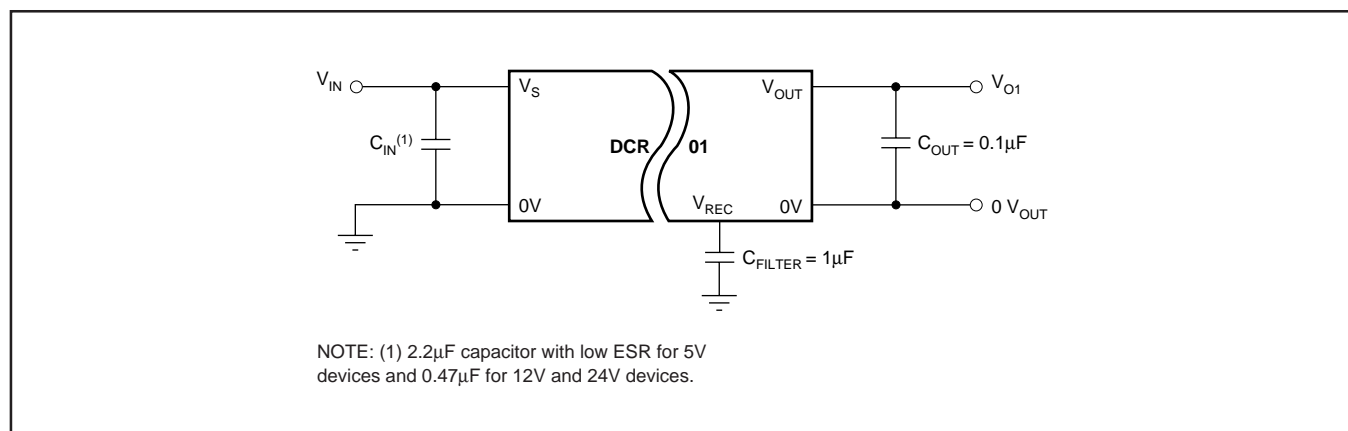 V_IN
V_S
V_OUT
V_O1
C_IN(1)
DCR 01
C_OUT = 0.1μF
0V
V_REC
0V
0 V_OUT
C_FILTER = 1μF
NOTE: (1) 2.2μF capacitor with low ESR for 5V
devices and 0.47μF for 12V and 24V devices.